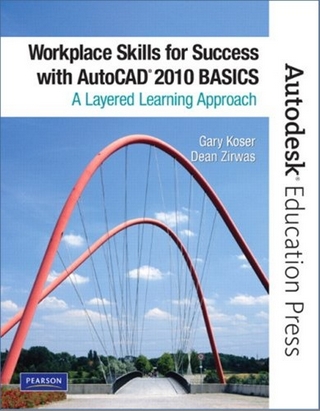 Workplace Skills for Success
with AutoCAD® 2010 BASICS
A Layered Learning Approach
Gary Koser
Dean Zirwas
Autodesk® Education Press
PEARSON